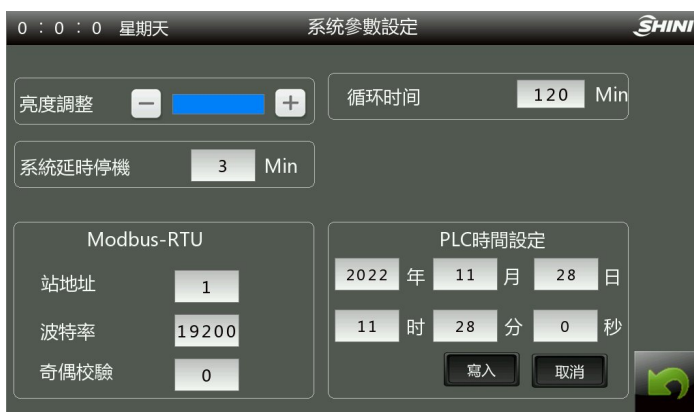 0 : 0 : 0 星期天 系统參數設定 SHINI
亮度調整 − +
循环时间 120 Min
系統延時停機 3 Min
Modbus-RTU
站地址 1
波特率 19200
奇偶校驗 0
PLC時間設定
2022 年 11 月 28 日
11 时 28 分 0 秒
寫入 取消